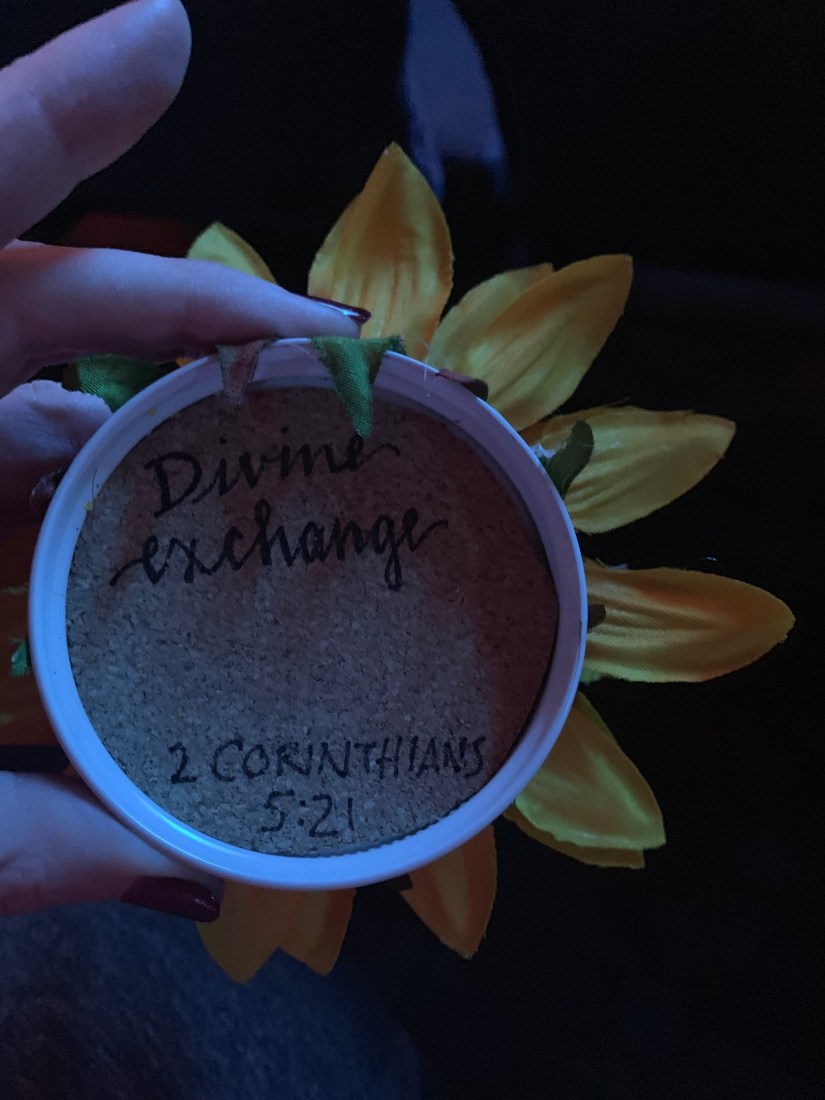 Divine
exchange
2 CORINTHIANS
5:21